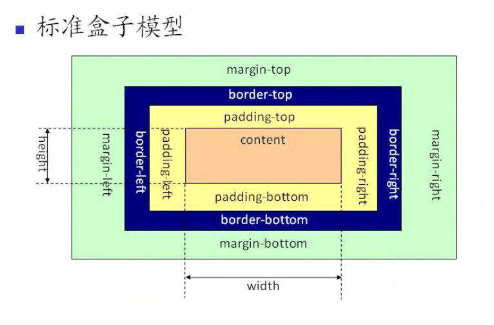 标准盒子模型
margin-top
border-top
padding-top
content
height
margin-left
border-left
padding-left
padding-right
border-right
margin-right
padding-bottom
border-bottom
margin-bottom
width